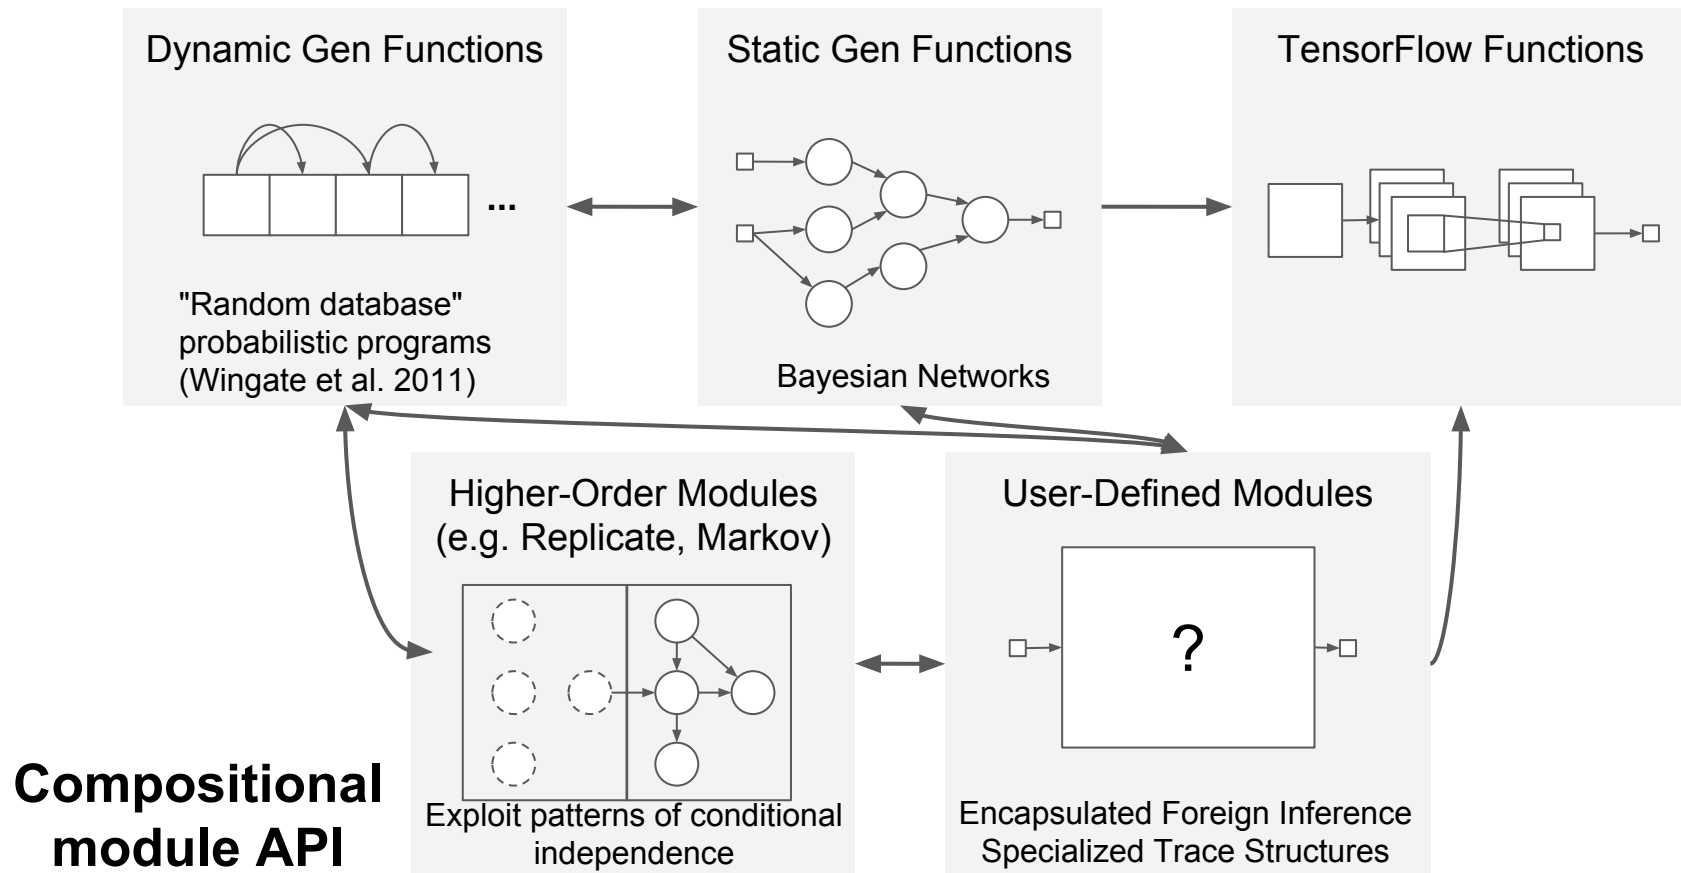 Dynamic Gen Functions
...
"Random database"
probabilistic programs
(Wingate et al. 2011)
Static Gen Functions
Bayesian Networks
TensorFlow Functions
Higher-Order Modules
(e.g. Replicate, Markov)
Exploit patterns of conditional
independence
User-Defined Modules
?
Encapsulated Foreign Inference
Specialized Trace Structures
Compositional
module API